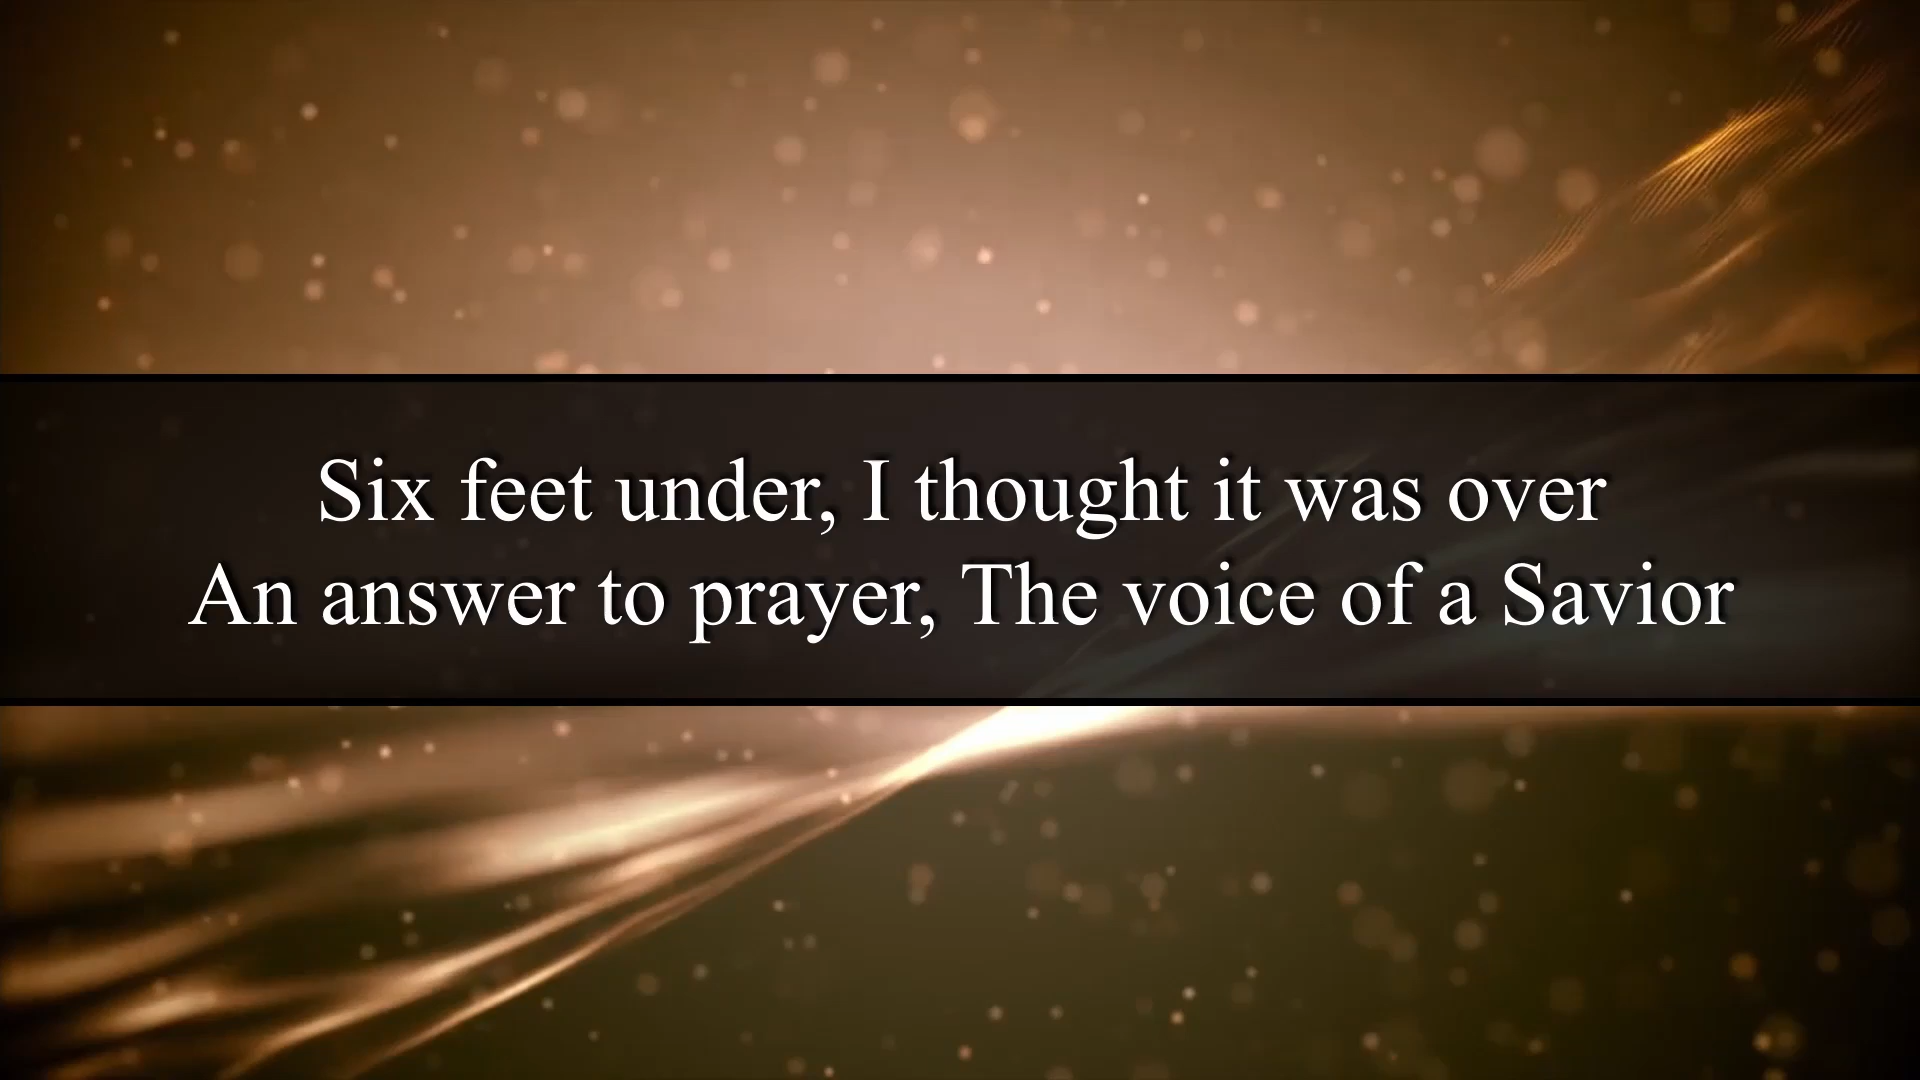 Six feet under, I thought it was over
An answer to prayer, The voice of a Savior